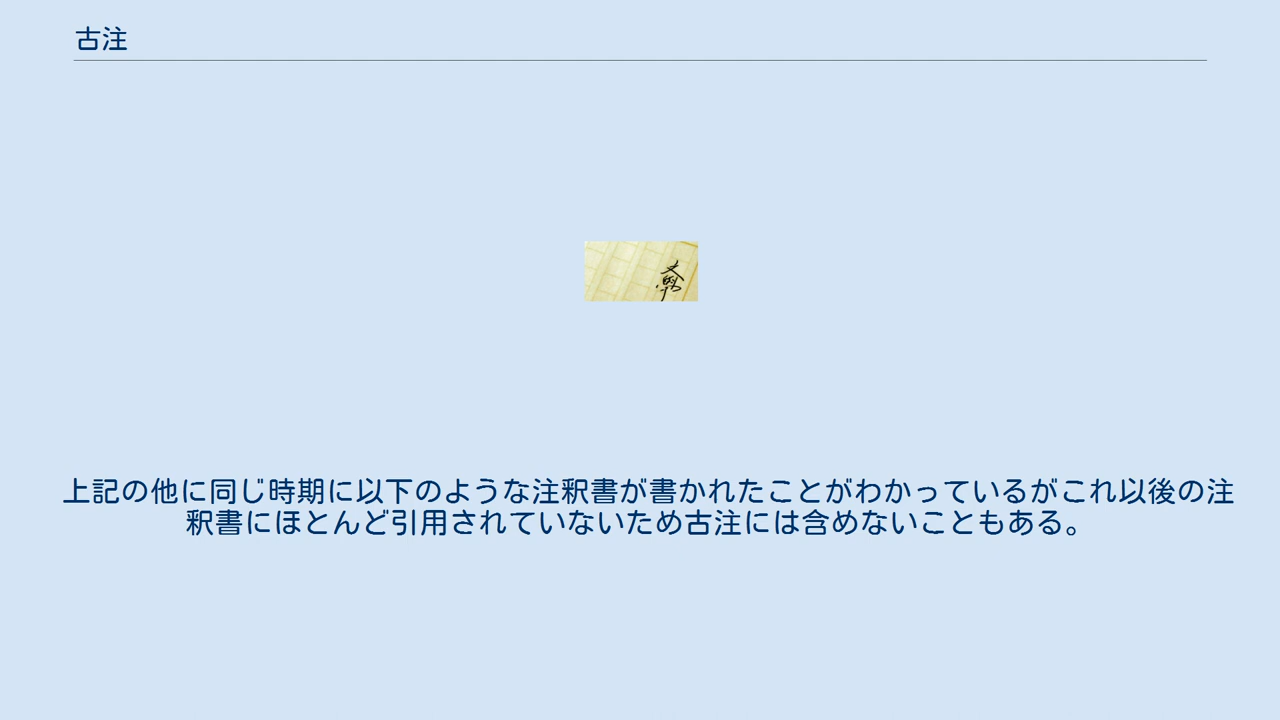 古注
上記の他に同じ時期に以下のような注釈書が書かれたことがわかっているがこれ以後の注
釈書にほとんど引用されていないため古注には含めないこともある。